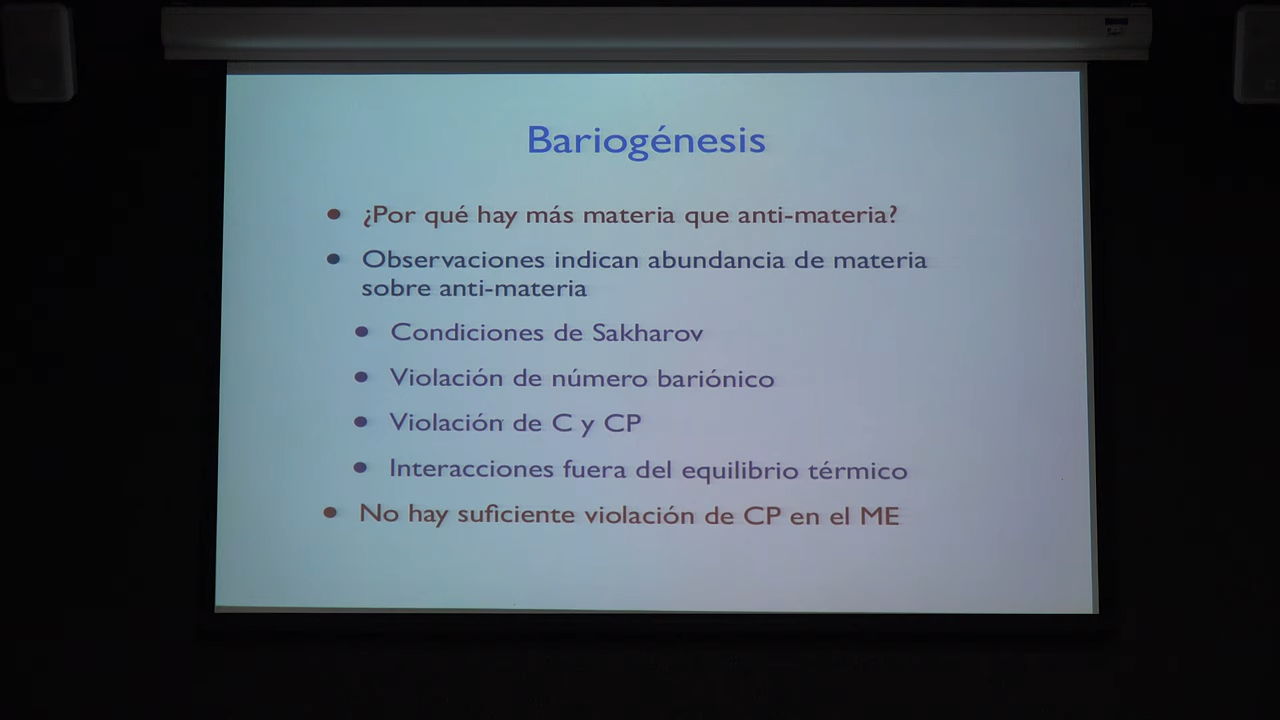 Bariogénesis
• ¿Por qué hay más materia que anti-materia?
• Observaciones indican abundancia de materia
sobre anti-materia
• Condiciones de Sakharov
• Violación de número bariónico
• Violación de C y CP
• Interacciones fuera del equilibrio térmico
• No hay suficiente violación de CP en el ME